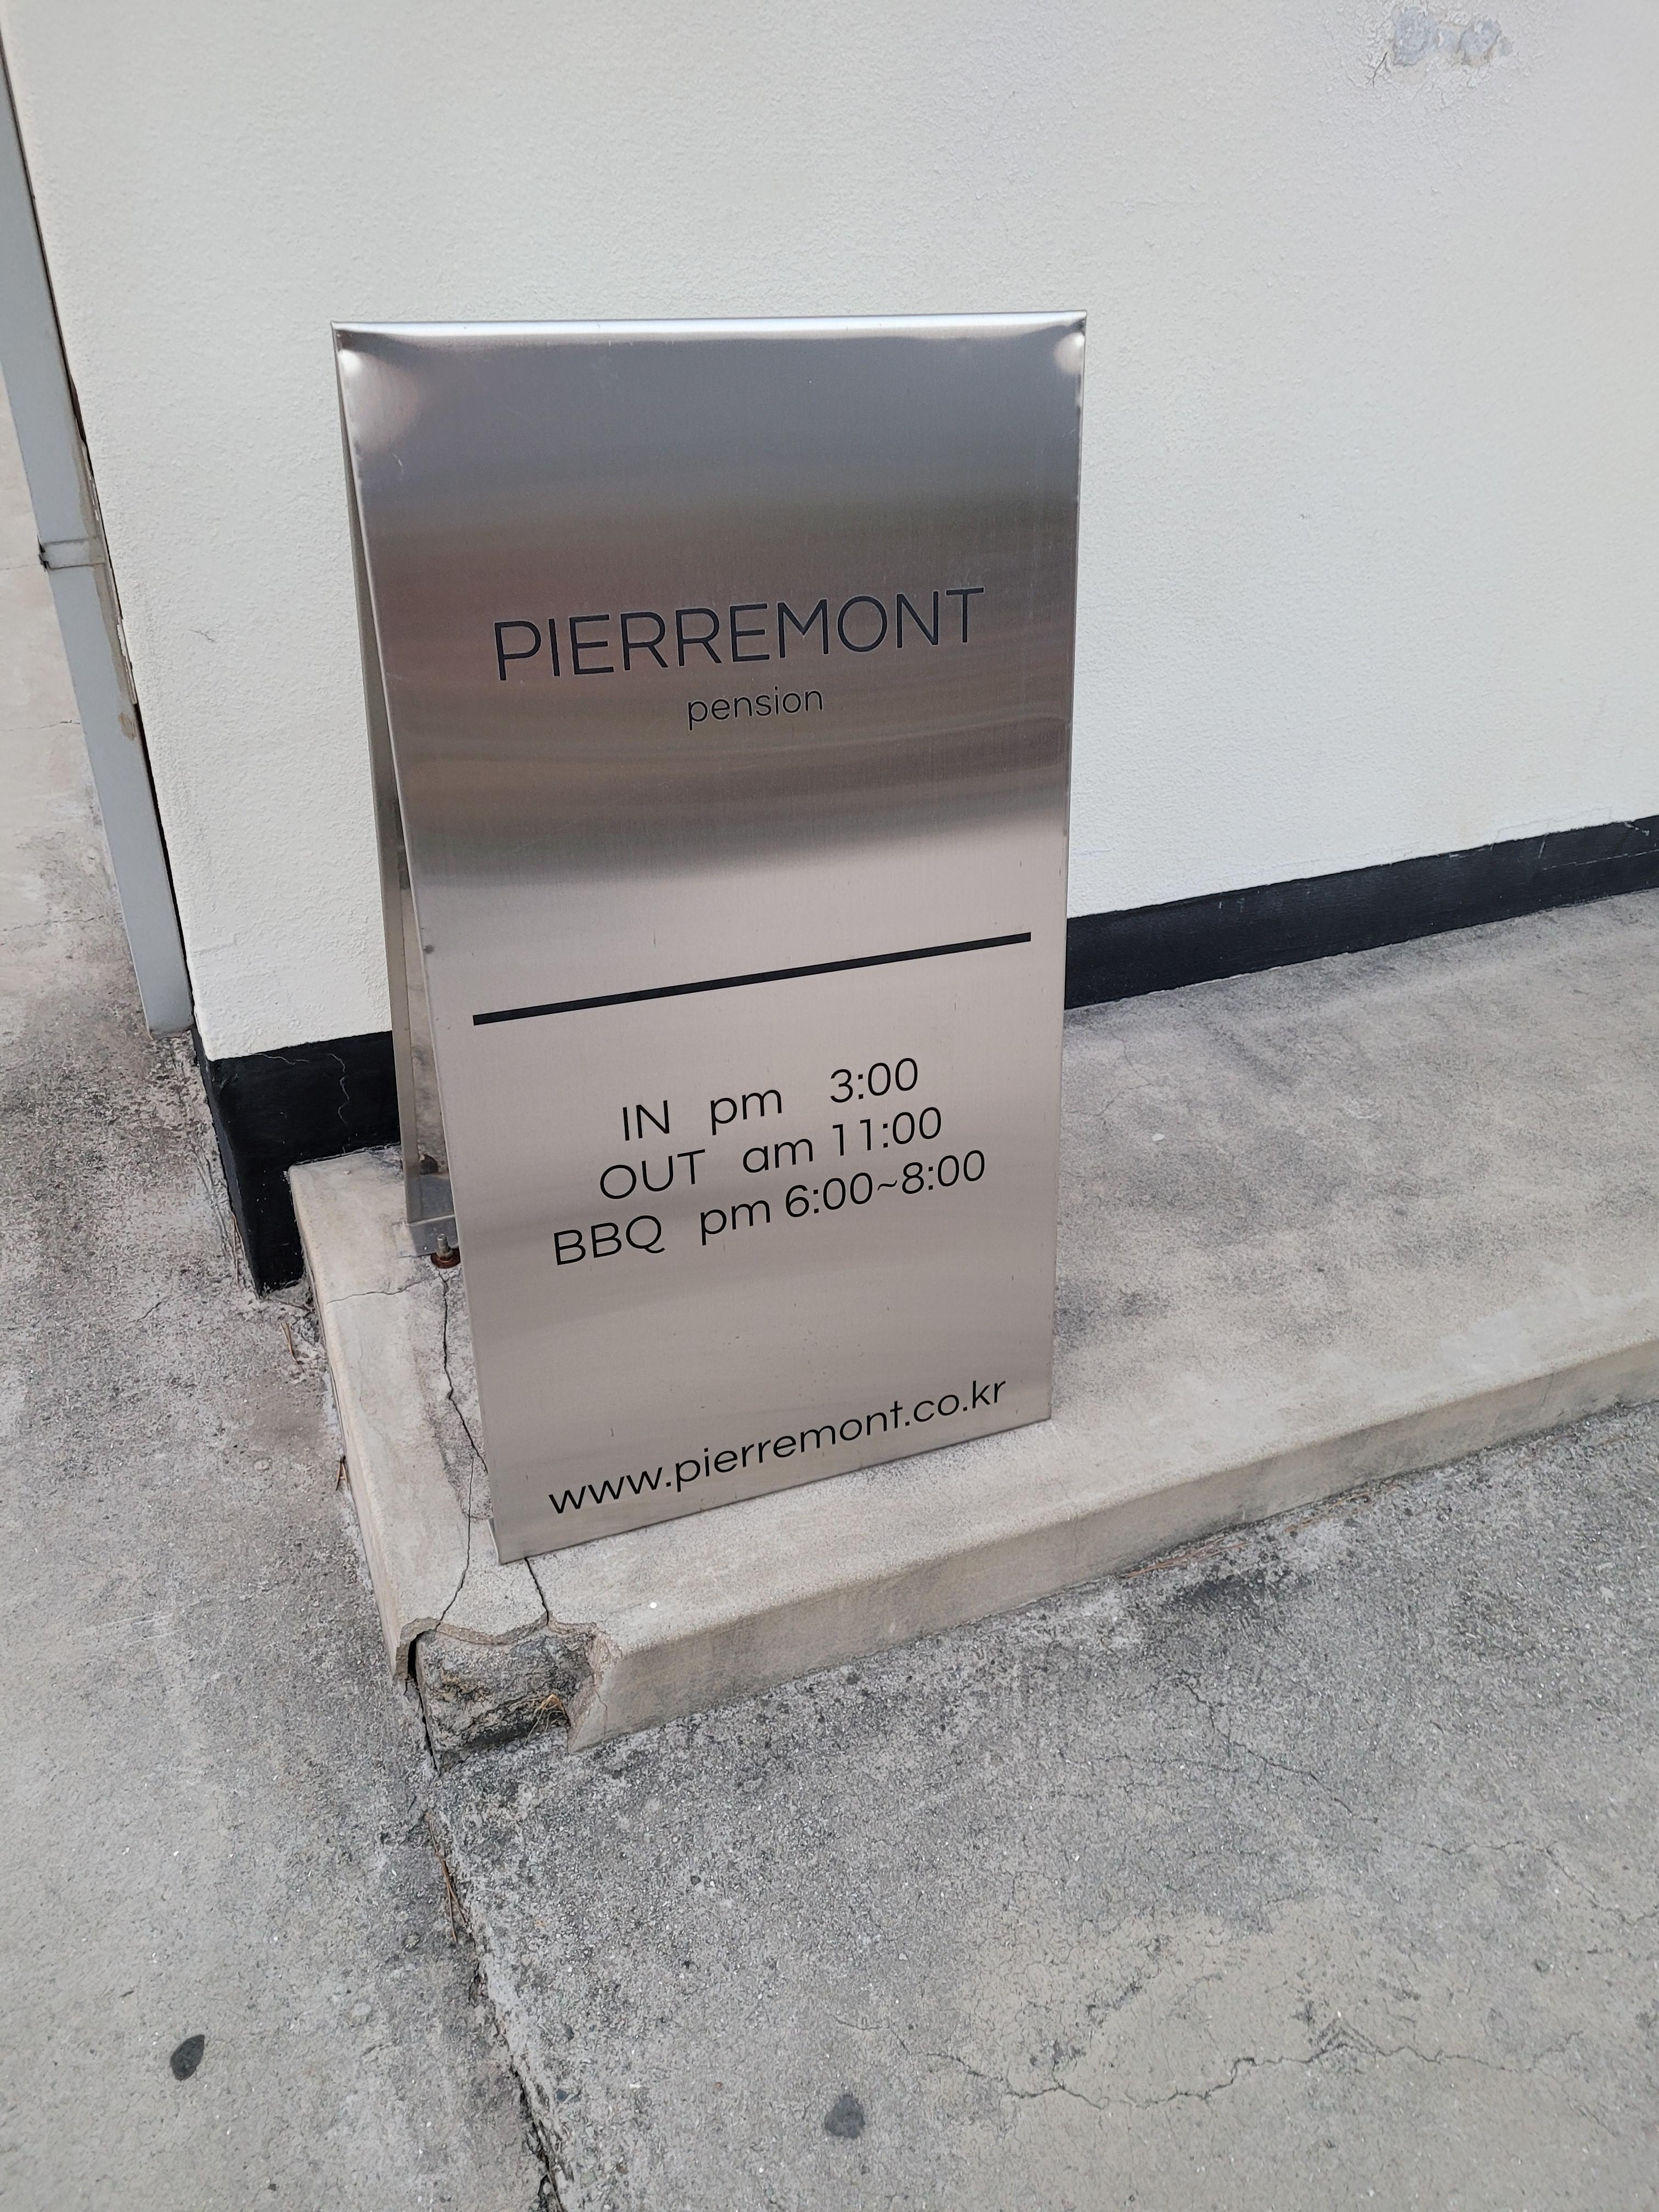 PIERREMONT
pension
IN pm 3:00
OUT am 11:00
BBQ pm 6:00~8:00
www.pierremont.co.kr